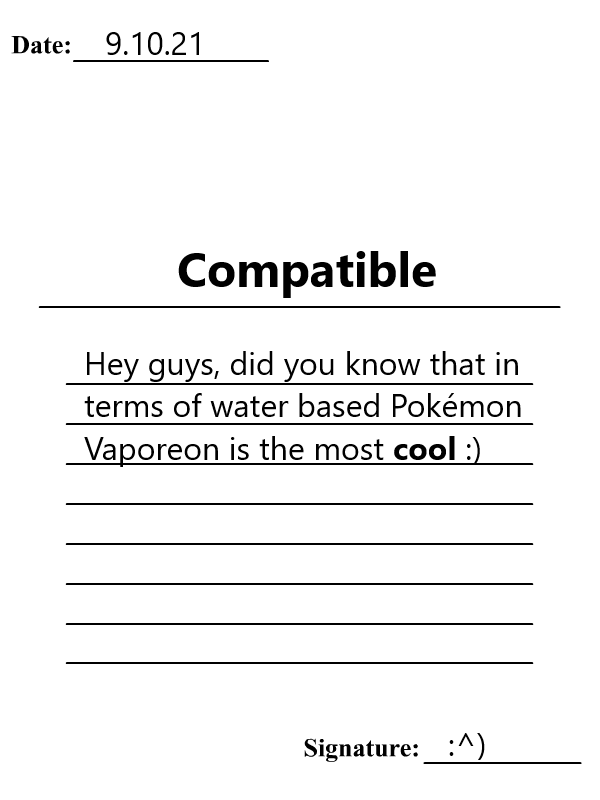 Date: 9.10.21
Compatible
Hey guys, did you know that in
terms of water based Pokémon
Vaporeon is the most cool :)
Signature: :^)